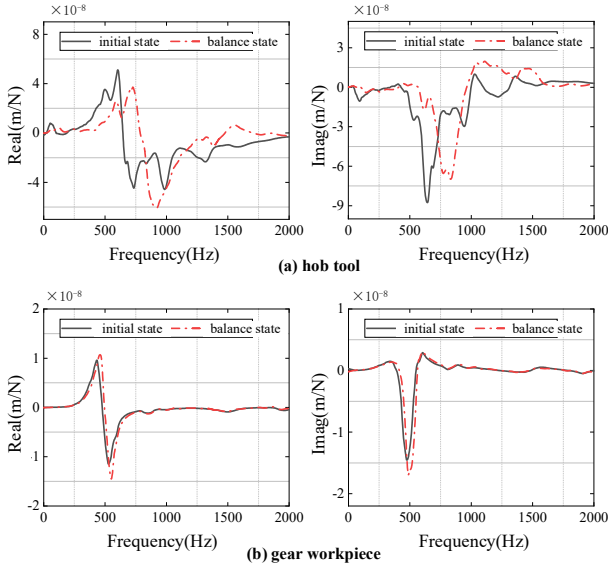 ×10⁻⁸
initial state
balance state
8
4
0
-4
Real(m/N)
0
500
1000
1500
2000
Frequency(Hz)
initial state
balance state
×10⁻⁸
5
3
0
-3
-6
-9
Imag(m/N)
0
500
1000
1500
2000
Frequency(Hz)
(a) hob tool
×10⁻⁸
initial state
balance state
2
1
0
-1
-2
Real(m/N)
0
500
1000
1500
2000
Frequency(Hz)
×10⁻⁸
initial state
balance state
1
0
-1
-2
Imag(m/N)
0
500
1000
1500
2000
Frequency(Hz)
(b) gear workpiece